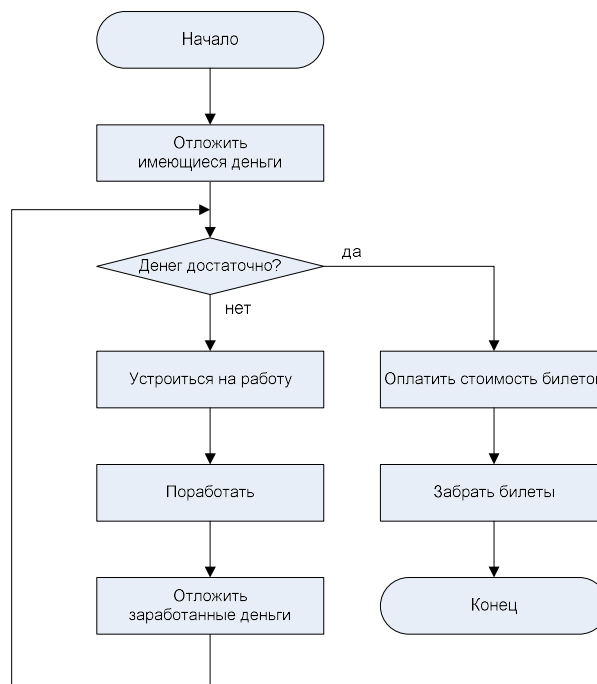 Начало
Отложить
имеющиеся деньги
Денег достаточно?
да
нет
Устроиться на работу
Оплатить стоимость
Поработать
Забрать билеты
Отложить
заработанные деньги
Конец